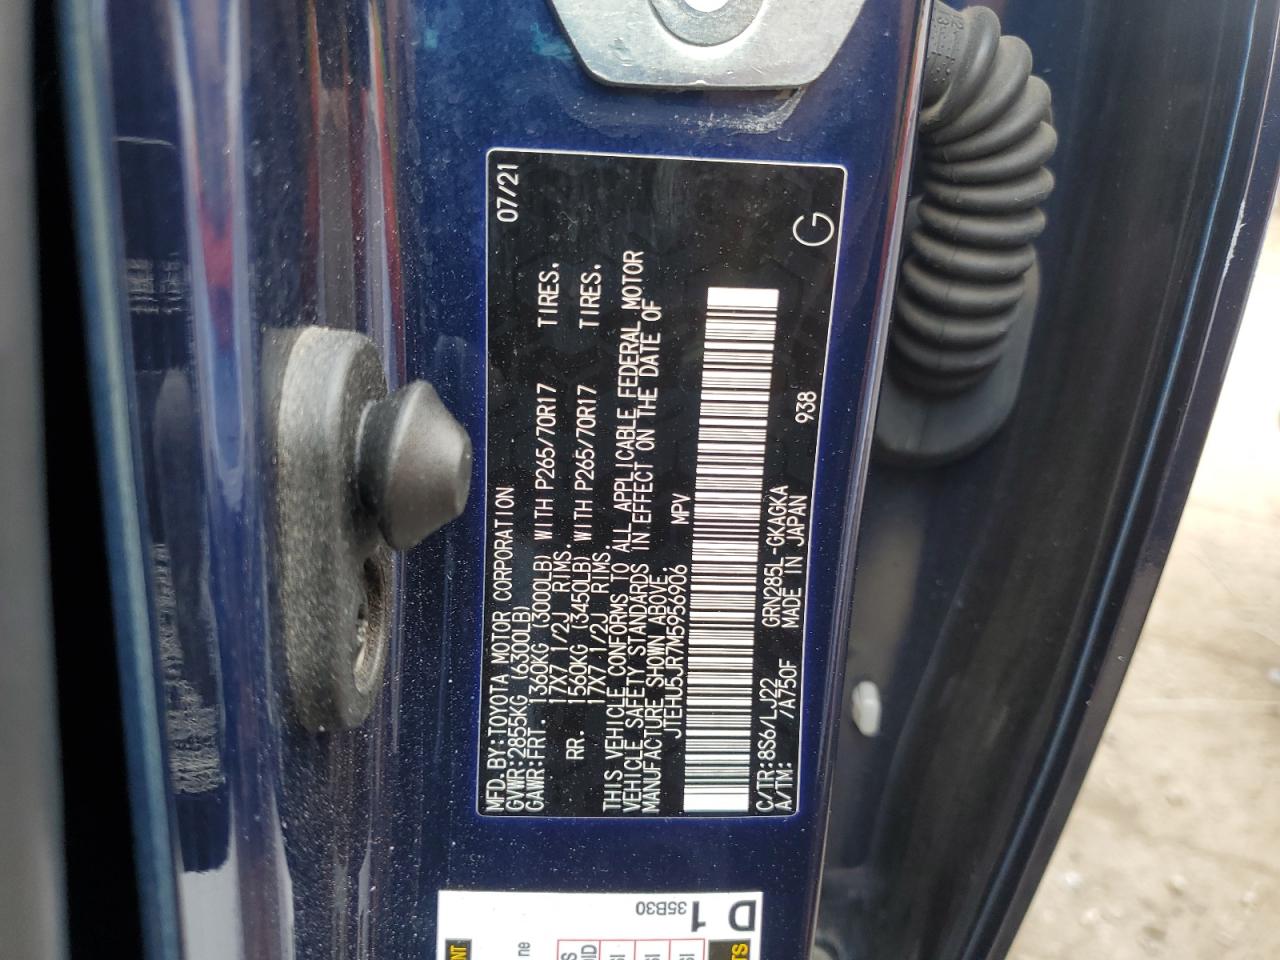 MFD.BY:TOYOTA MOTOR CORPORATION 07/21
GVWR:2855KG (6300LB)
GAWR:FRT. 1360KG (3000LB) WITH P265/70R17 TIRES.
17X7 1/2J RIMS.
RR. 1560KG (3450LB) WITH P265/70R17 TIRES.
17X7 1/2J RIMS.
THIS VEHICLE CONFORMS TO ALL APPLICABLE FEDERAL MOTOR
VEHICLE SAFETY STANDARDS IN EFFECT ON THE DATE OF
MANUFACTURE SHOWN ABOVE.
JTEHU5JR7M5956906 MPV
C/TR:8S6/LJ22 GRN285L-GKAGKA
A/TM: /A750F MADE IN JAPAN 938
G
D 1
35B30